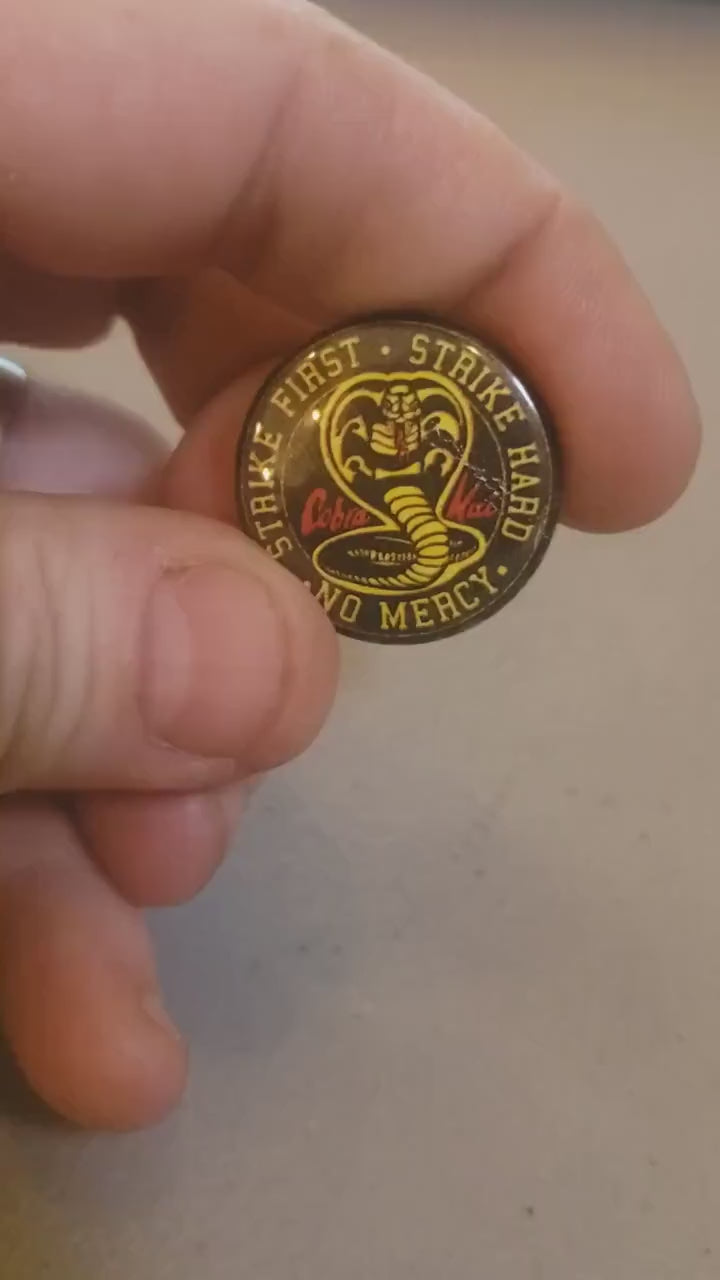 STRIKE FIRST • STRIKE HARD
•NO MERCY•
Cobra Kai